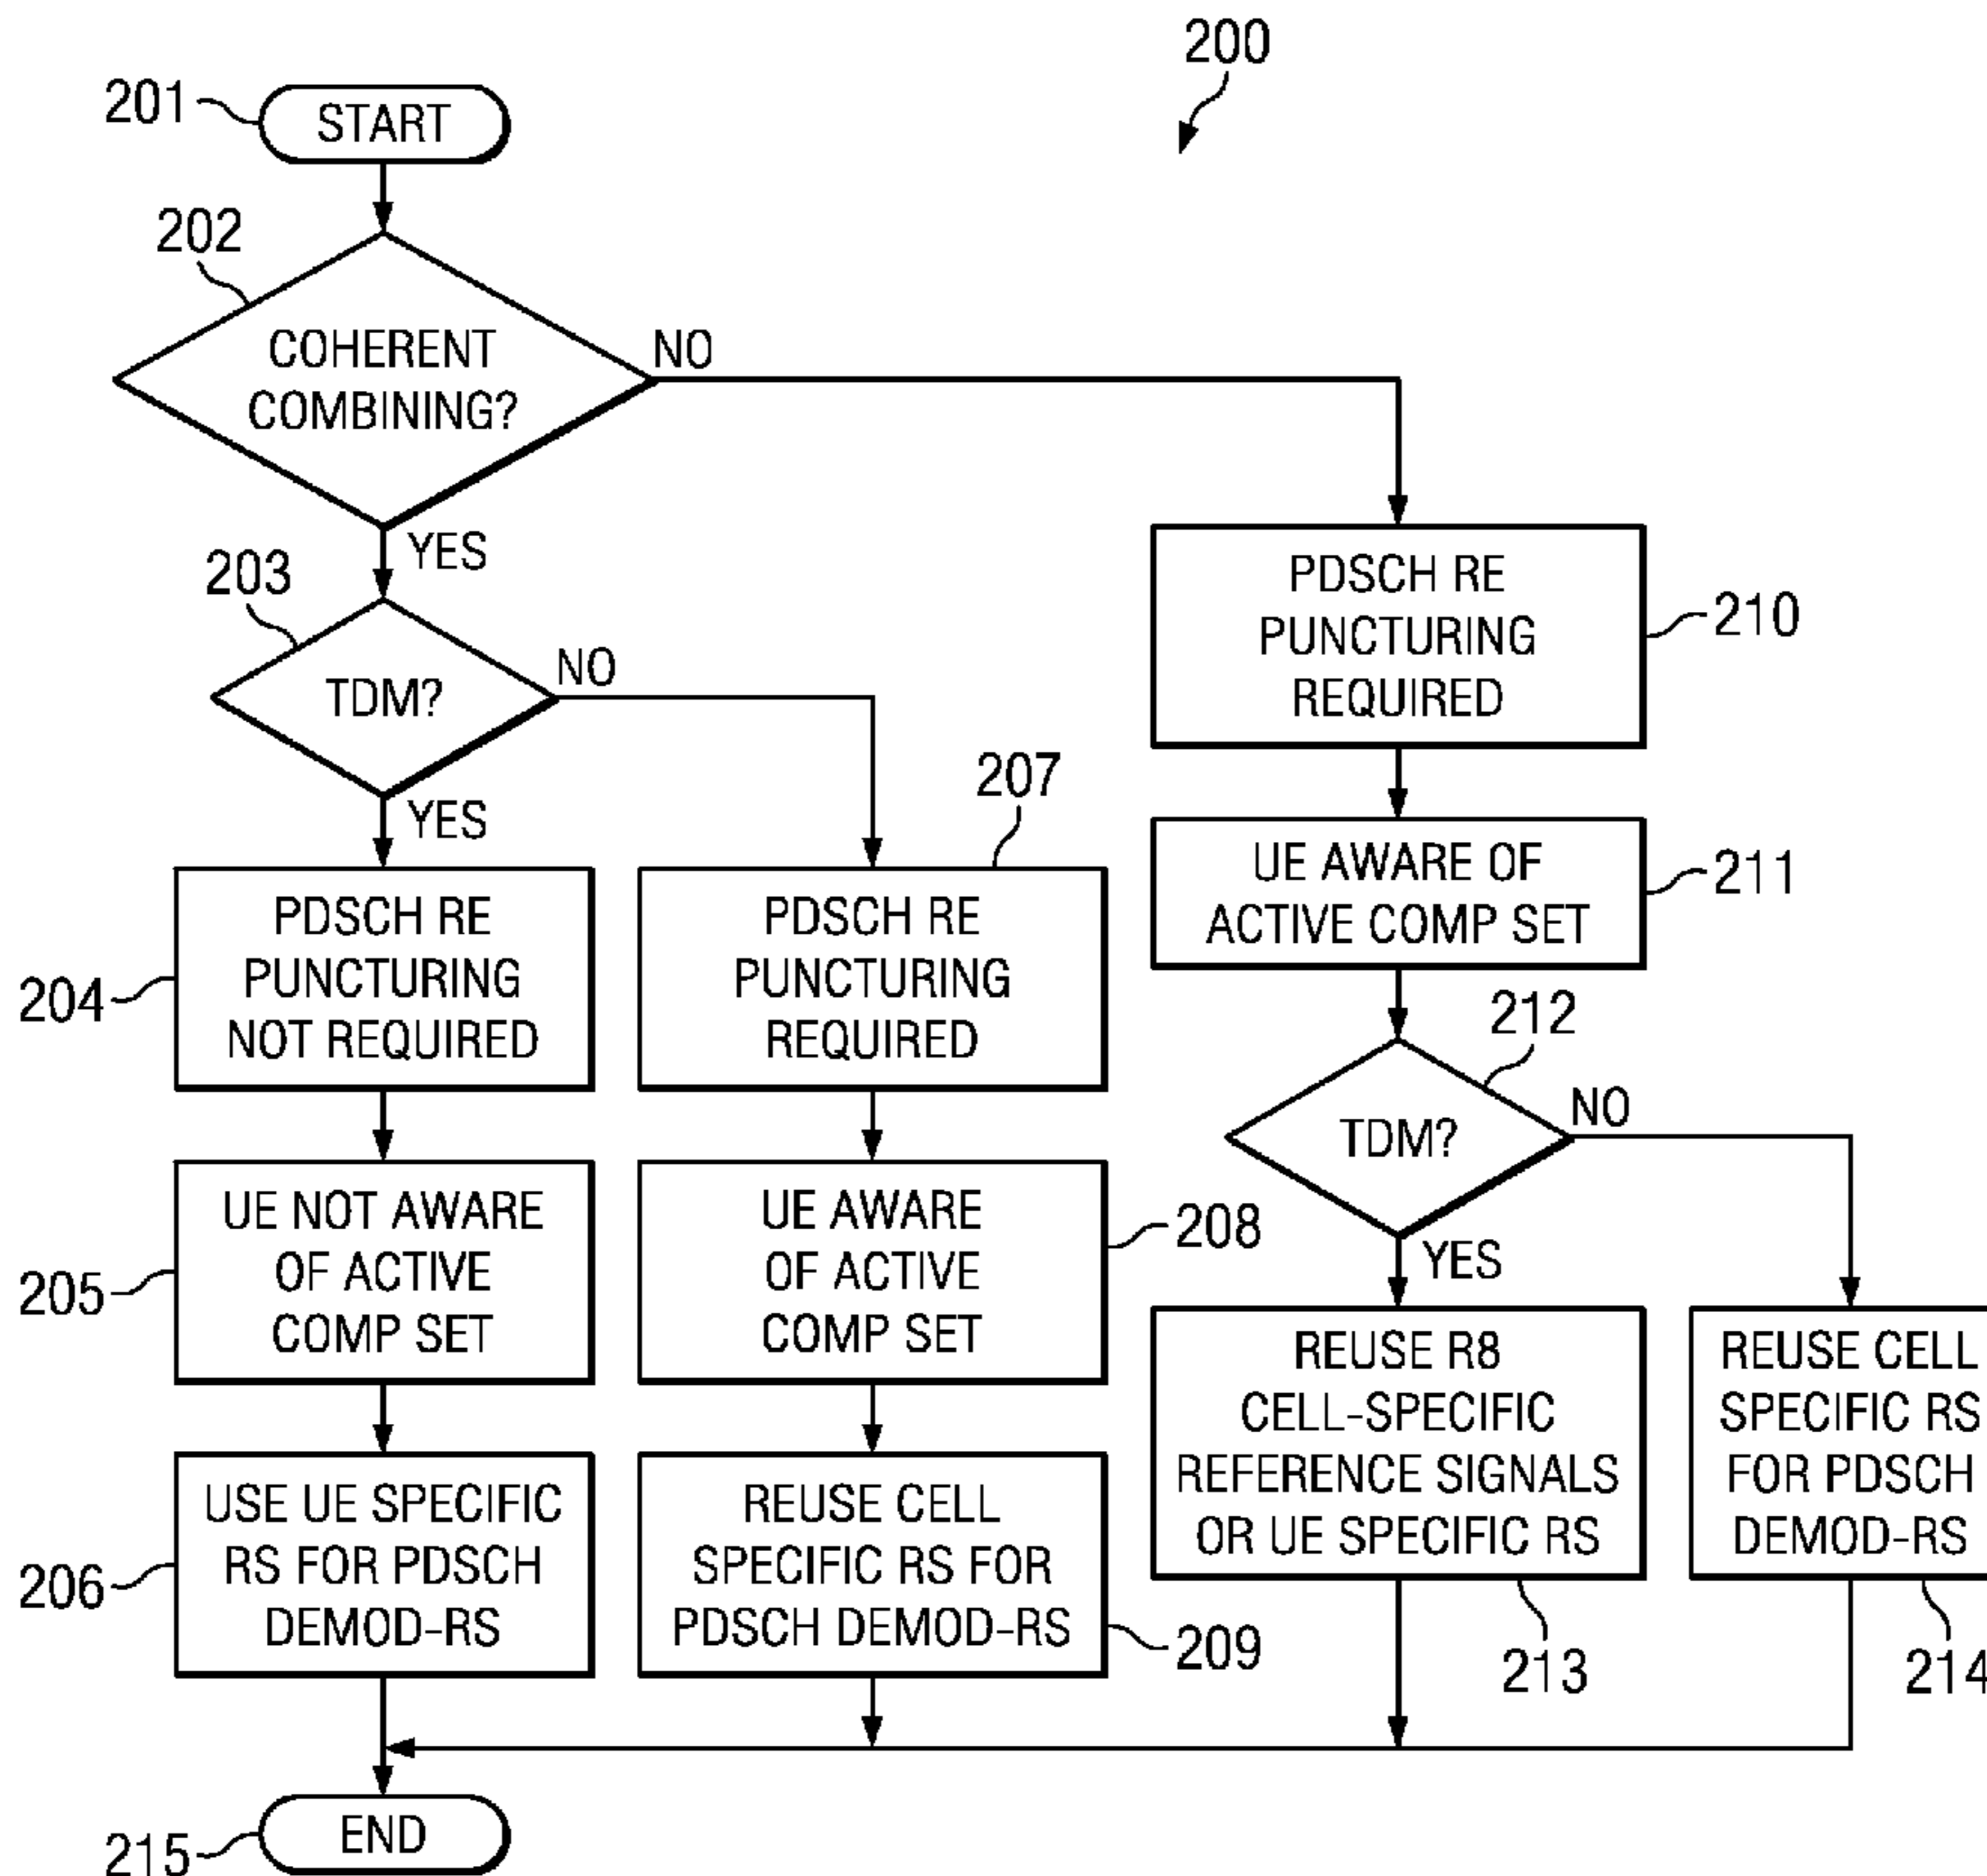 200
201
START
202
COHERENT
COMBINING?
NO
YES
203
TDM?
NO
YES
204
PDSCH RE
PUNCTURING
NOT REQUIRED
205
UE NOT AWARE
OF ACTIVE
COMP SET
206
USE UE SPECIFIC
RS FOR PDSCH
DEMOD-RS
207
PDSCH RE
PUNCTURING
REQUIRED
208
UE AWARE
OF ACTIVE
COMP SET
209
REUSE CELL
SPECIFIC RS FOR
PDSCH DEMOD-RS
210
PDSCH RE
PUNCTURING
REQUIRED
211
UE AWARE OF
ACTIVE COMP SET
212
TDM?
NO
YES
213
REUSE R8
CELL-SPECIFIC
REFERENCE SIGNALS
OR UE SPECIFIC RS
214
REUSE CELL
SPECIFIC RS
FOR PDSCH
DEMOD-RS
215
END